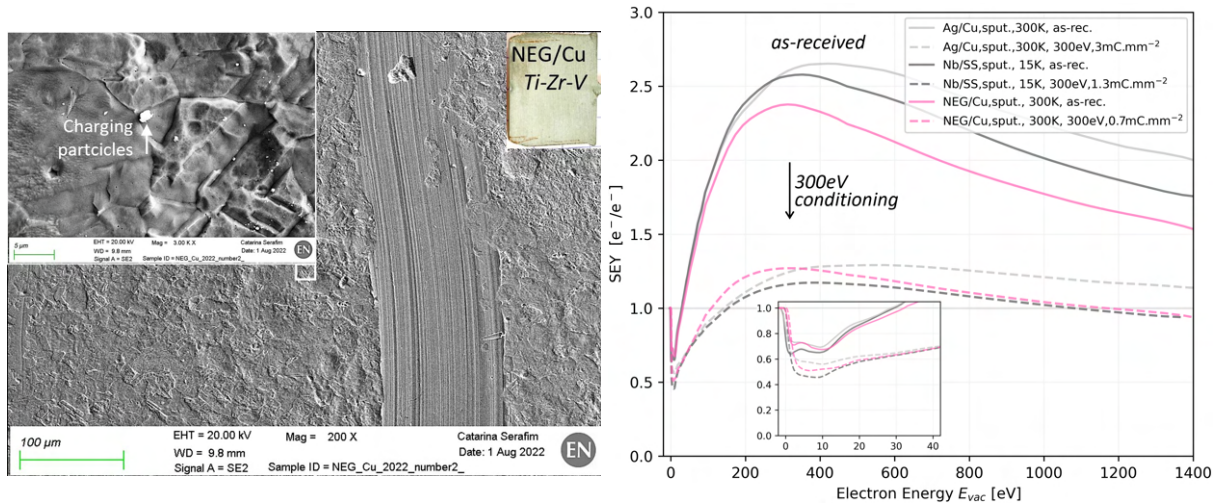 NEG/Cu
Ti-Zr-V
Charging
partcicles
5 µm
EHT = 20.00 kV
Mag = 3.00 K X
Catarina Serafim
WD = 9.8 mm
Date: 1 Aug 2022
Signal A = SE2
Sample ID = NEG_Cu_2022_number2_
EN
100 µm
EHT = 20.00 kV
Mag = 200 X
Catarina Serafim
WD = 9.8 mm
Date: 1 Aug 2022
Signal A = SE2
Sample ID = NEG_Cu_2022_number2_
EN
as-received
Ag/Cu,sput.,300K, as-rec.
Ag/Cu,sput.,300K, 300eV,3mC.mm⁻²
Nb/SS,sput., 15K, as-rec.
Nb/SS,sput., 15K, 300eV,1.3mC.mm⁻²
NEG/Cu,sput., 300K, as-rec.
NEG/Cu,sput., 300K, 300eV,0.7mC.mm⁻²
300eV
conditioning
SEY [e⁻/e⁻]
3.0
2.5
2.0
1.5
1.0
0.5
0.0
1.0
0.8
0.6
0.4
0.2
0.0
0 10 20 30 40
0 200 400 600 800 1000 1200 1400
Electron Energy Evac [eV]